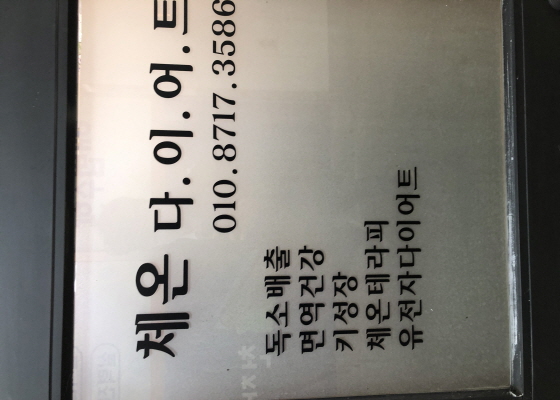 체온 다.이.어.트
010.8717.3586
독소배출
면역건강
키성장
체온테라피
유전자다이어트